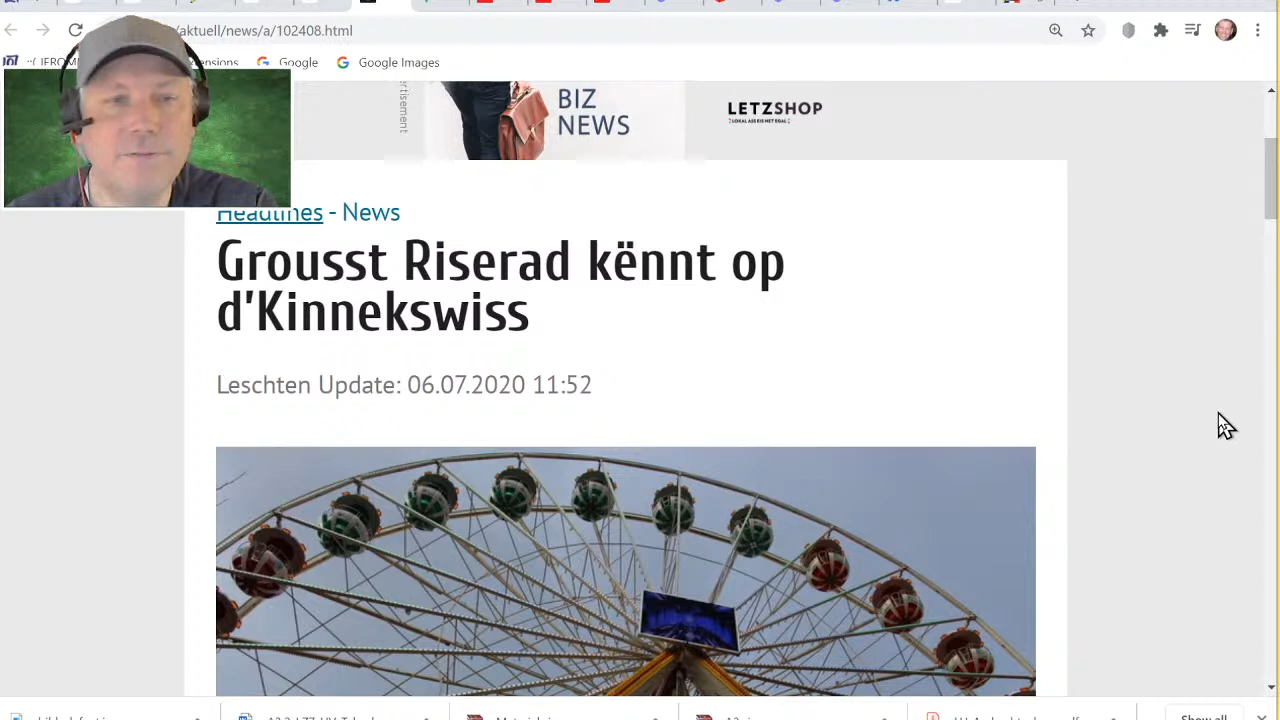 /aktuell/news/a/102408.html
Google
Google Images
BIZ
NEWS
LETZSHOP
Headlines - News
Grousst Riserad kënnt op
d'Kinnekswiss
Leschten Update: 06.07.2020 11:52
Show all